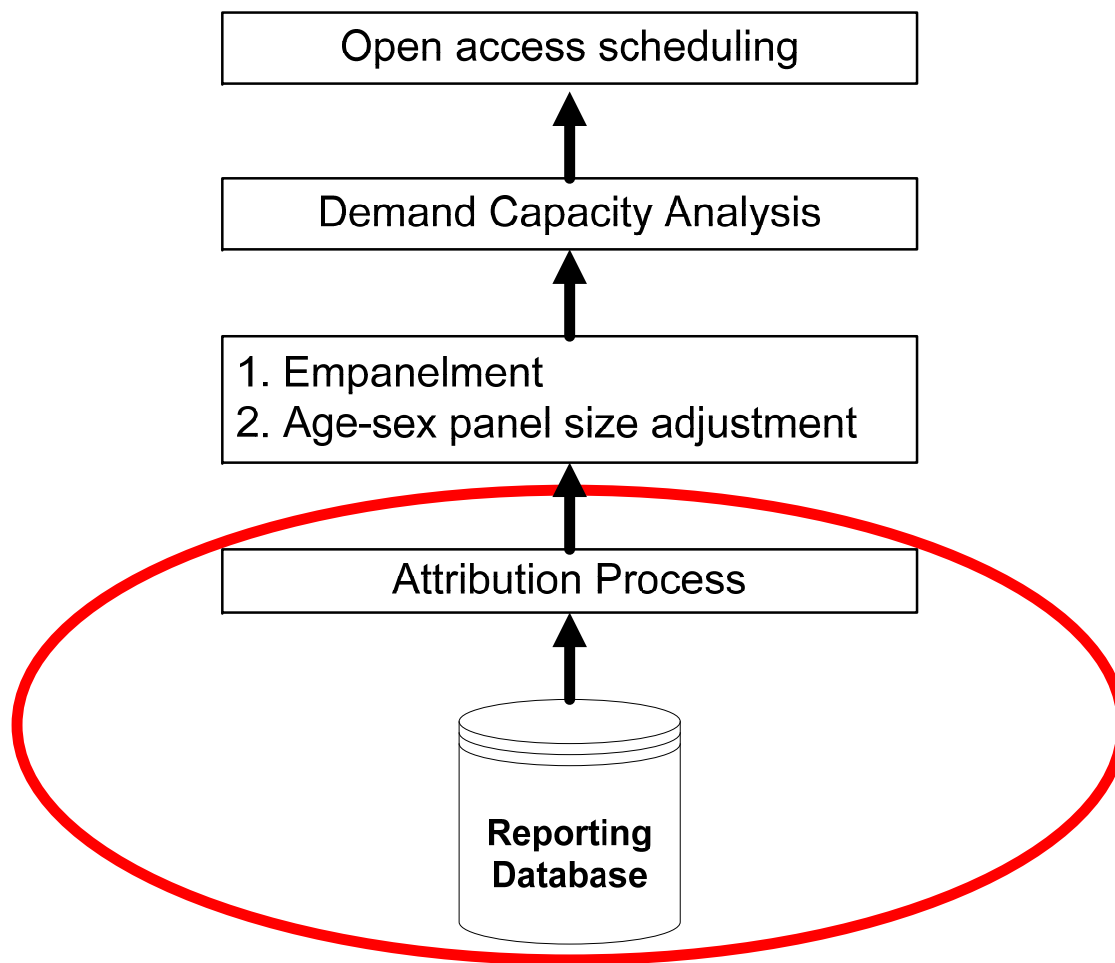 Open access scheduling
Demand Capacity Analysis
1. Empanelment
2. Age-sex panel size adjustment
Attribution Process
Reporting
Database